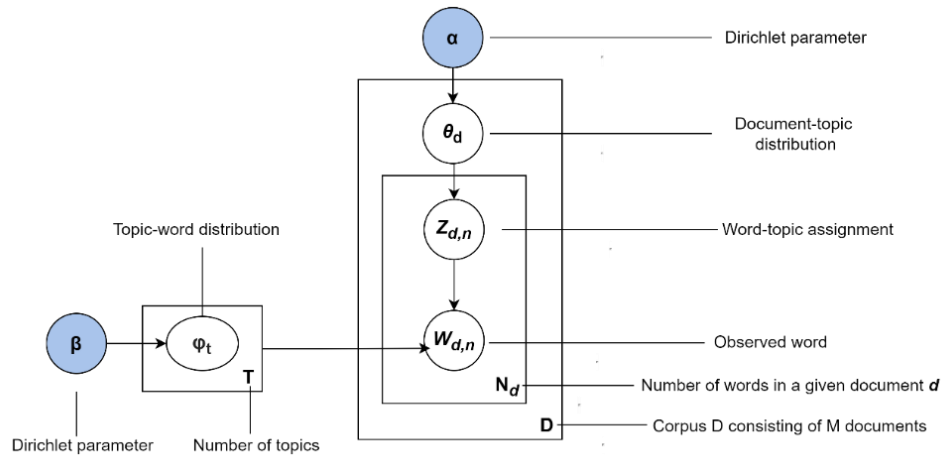 α
Dirichlet parameter
θd
Document-topic
distribution
Zd,n
Word-topic assignment
Topic-word distribution
β
φt
Wd,n
Observed word
T
Nd
Number of words in a given document d
D
Corpus D consisting of M documents
Dirichlet parameter
Number of topics